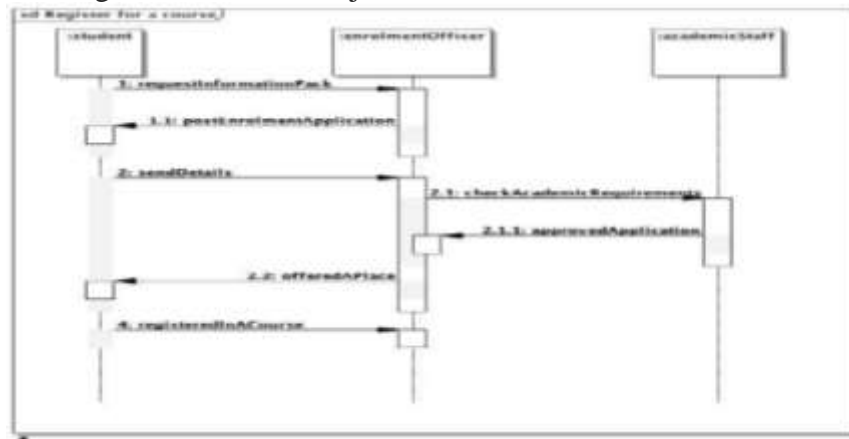 sd Register for a course
:student :enrolmentOfficer :academicStaff
1: requestInformationPack
1.1: postEnrolmentApplication
2: sendDetails
2.1: checkAcademicRequirements
2.1.1: approvedApplication
2.2: offeredAPlace
4: registeredInACourse